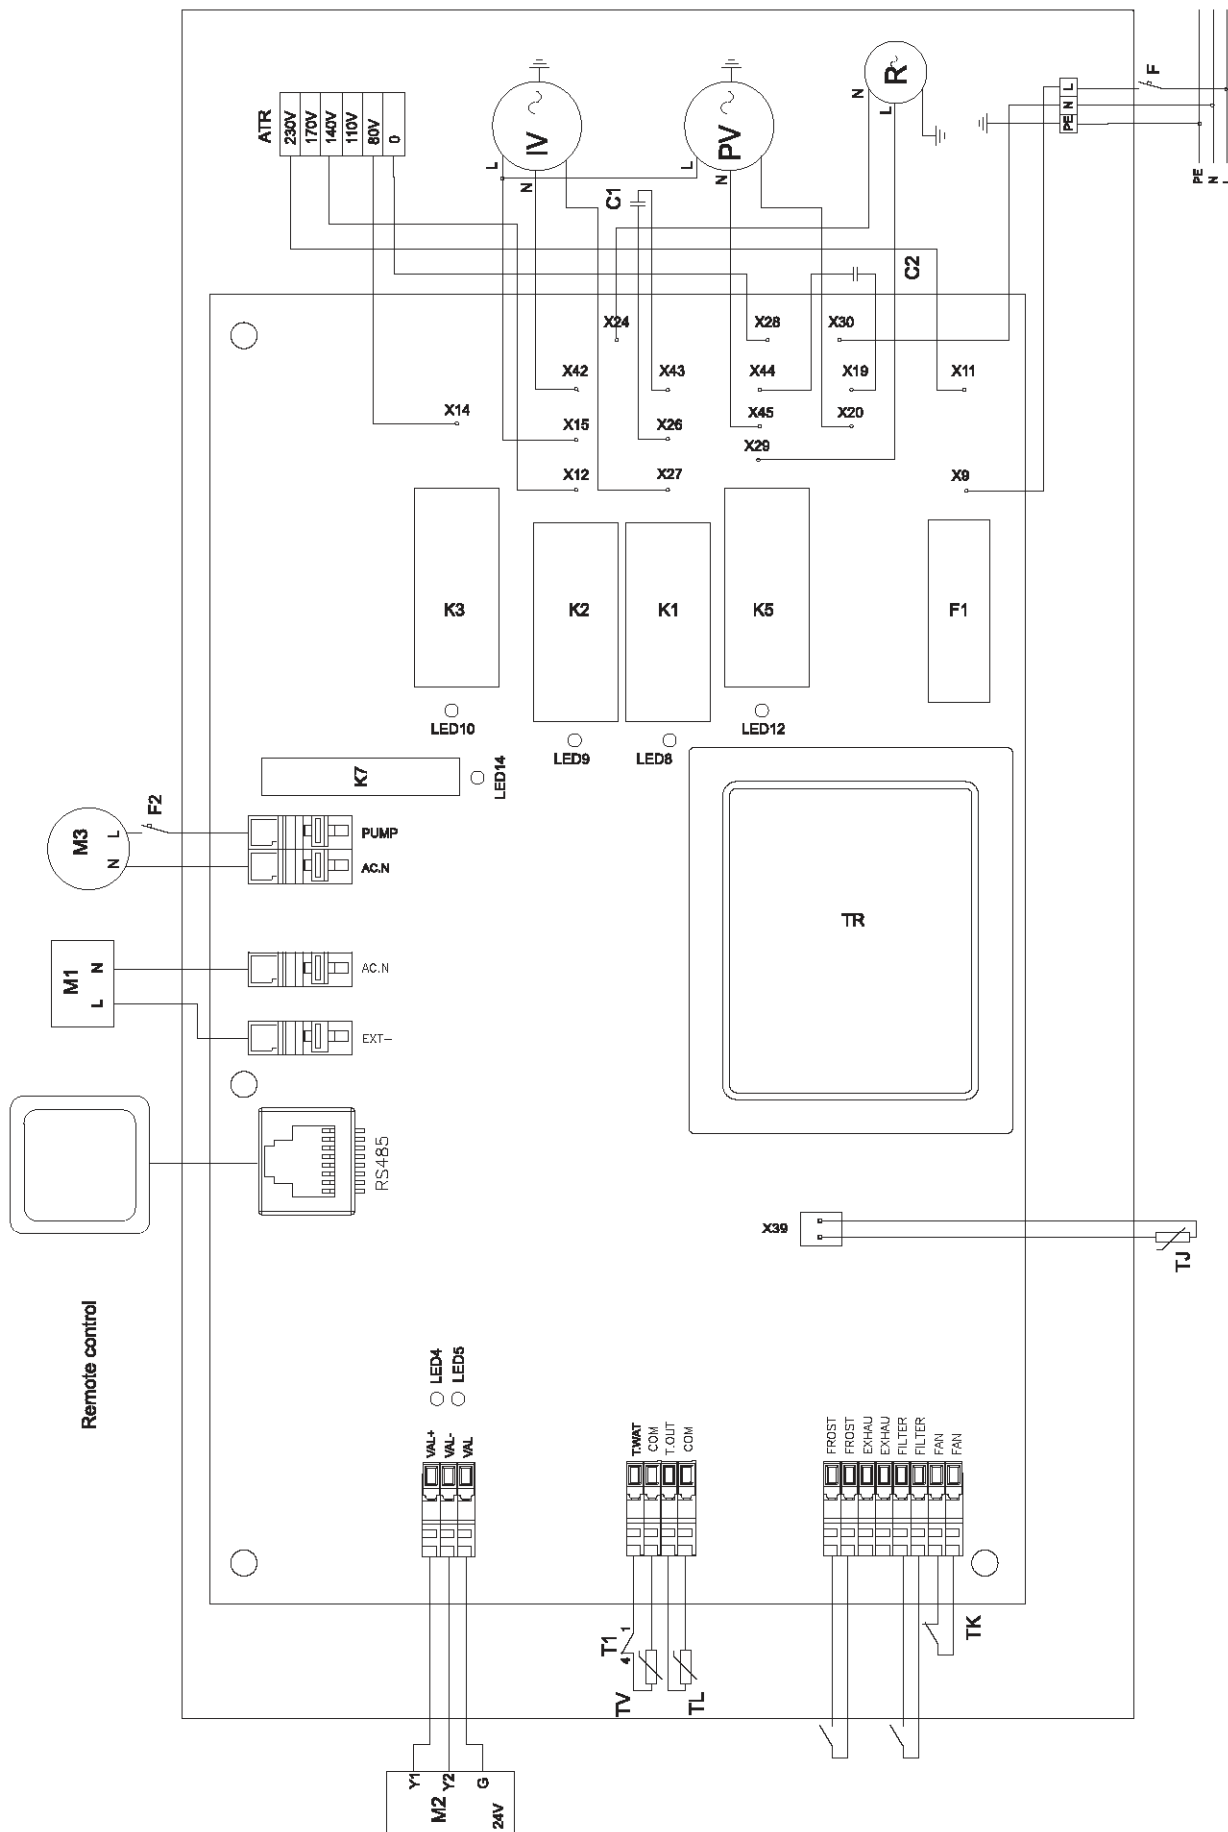 ATR
230V
170V
140V
110V
80V
0
IV
L
N
C1
PV
L
N
R
N
L
C2
F
L
N
PE
PE
N
X24
X28
X30
X42
X43
X44
X19
X11
X14
X15
X26
X45
X20
X29
X12
X27
X9
K3
K2
K1
K5
F1
LED10
LED9
LED8
LED12
K7
LED14
M3
L
N
F2
PUMP
AC.N
M1
N
L
AC.N
EXT-
TR
RS485
Remote control
X39
TJ
LED4
LED5
VAL+
VAL-
VAL
T.WAT
COM
T.OUT
COM
FROST
FROST
EXHAU
EXHAU
FILTER
FILTER
FAN
FAN
T1
1
4
TV
TL
TK
M2
Y1
Y2
G
24V